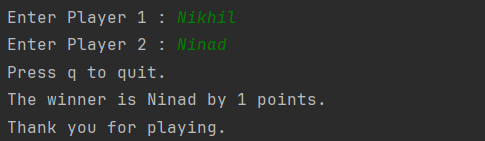 Enter Player 1 : Nikhil
Enter Player 2 : Ninad
Press q to quit.
The winner is Ninad by 1 points.
Thank you for playing.